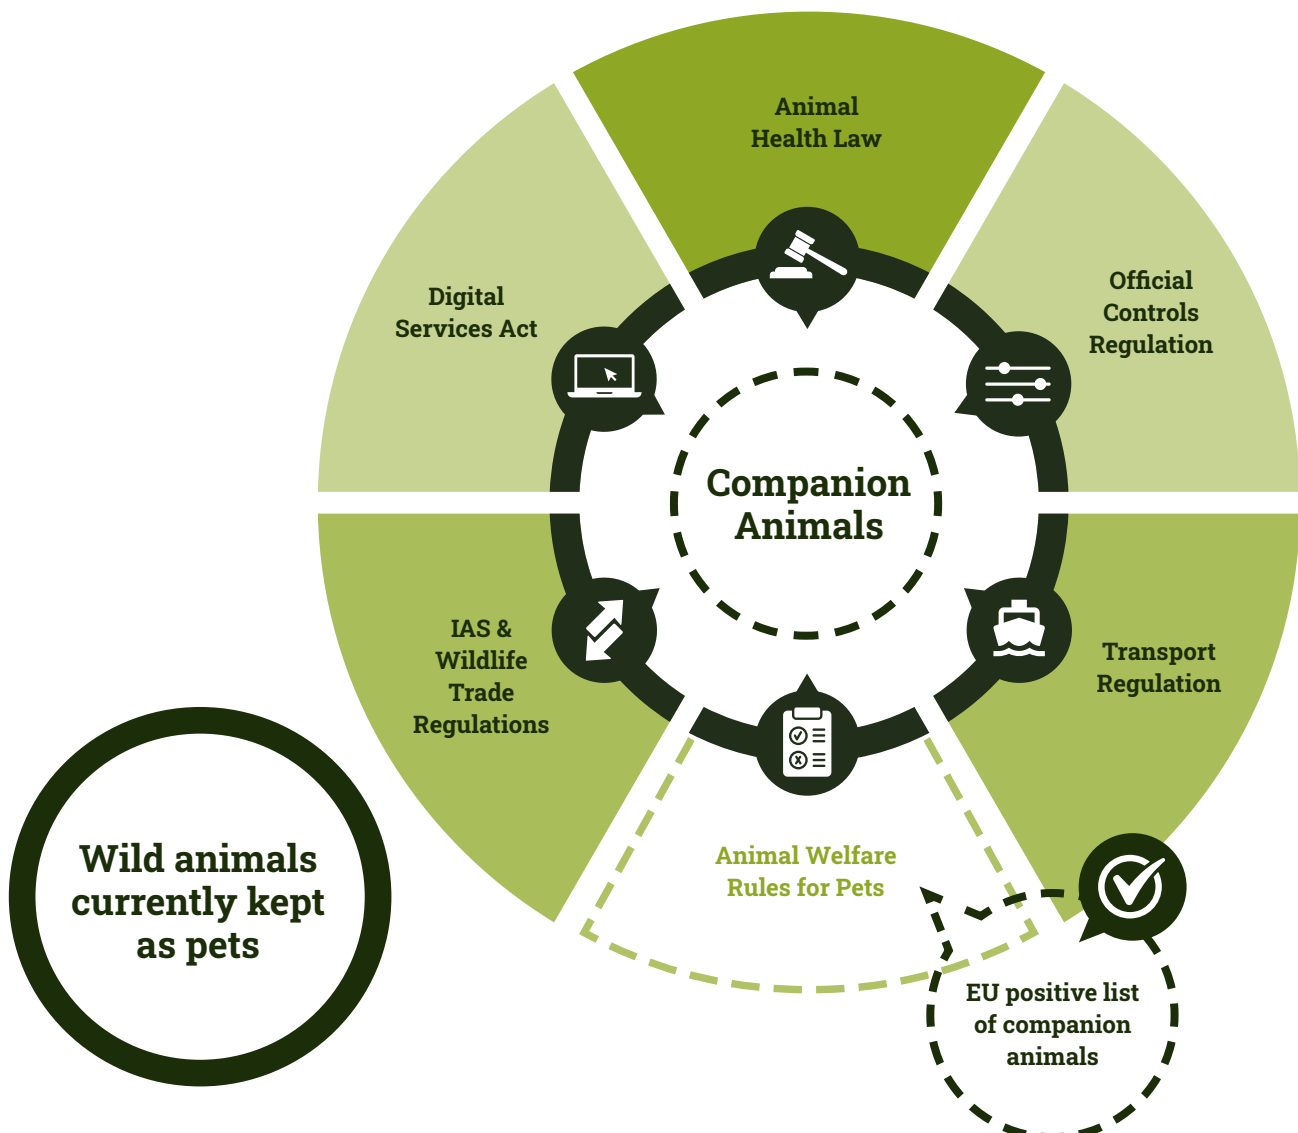 Animal
Health Law
Official
Controls
Regulation
Digital
Services Act
Companion
Animals
IAS &
Wildlife
Trade
Regulations
Transport
Regulation
Animal Welfare
Rules for Pets
Wild animals
currently kept
as pets
EU positive list
of companion
animals